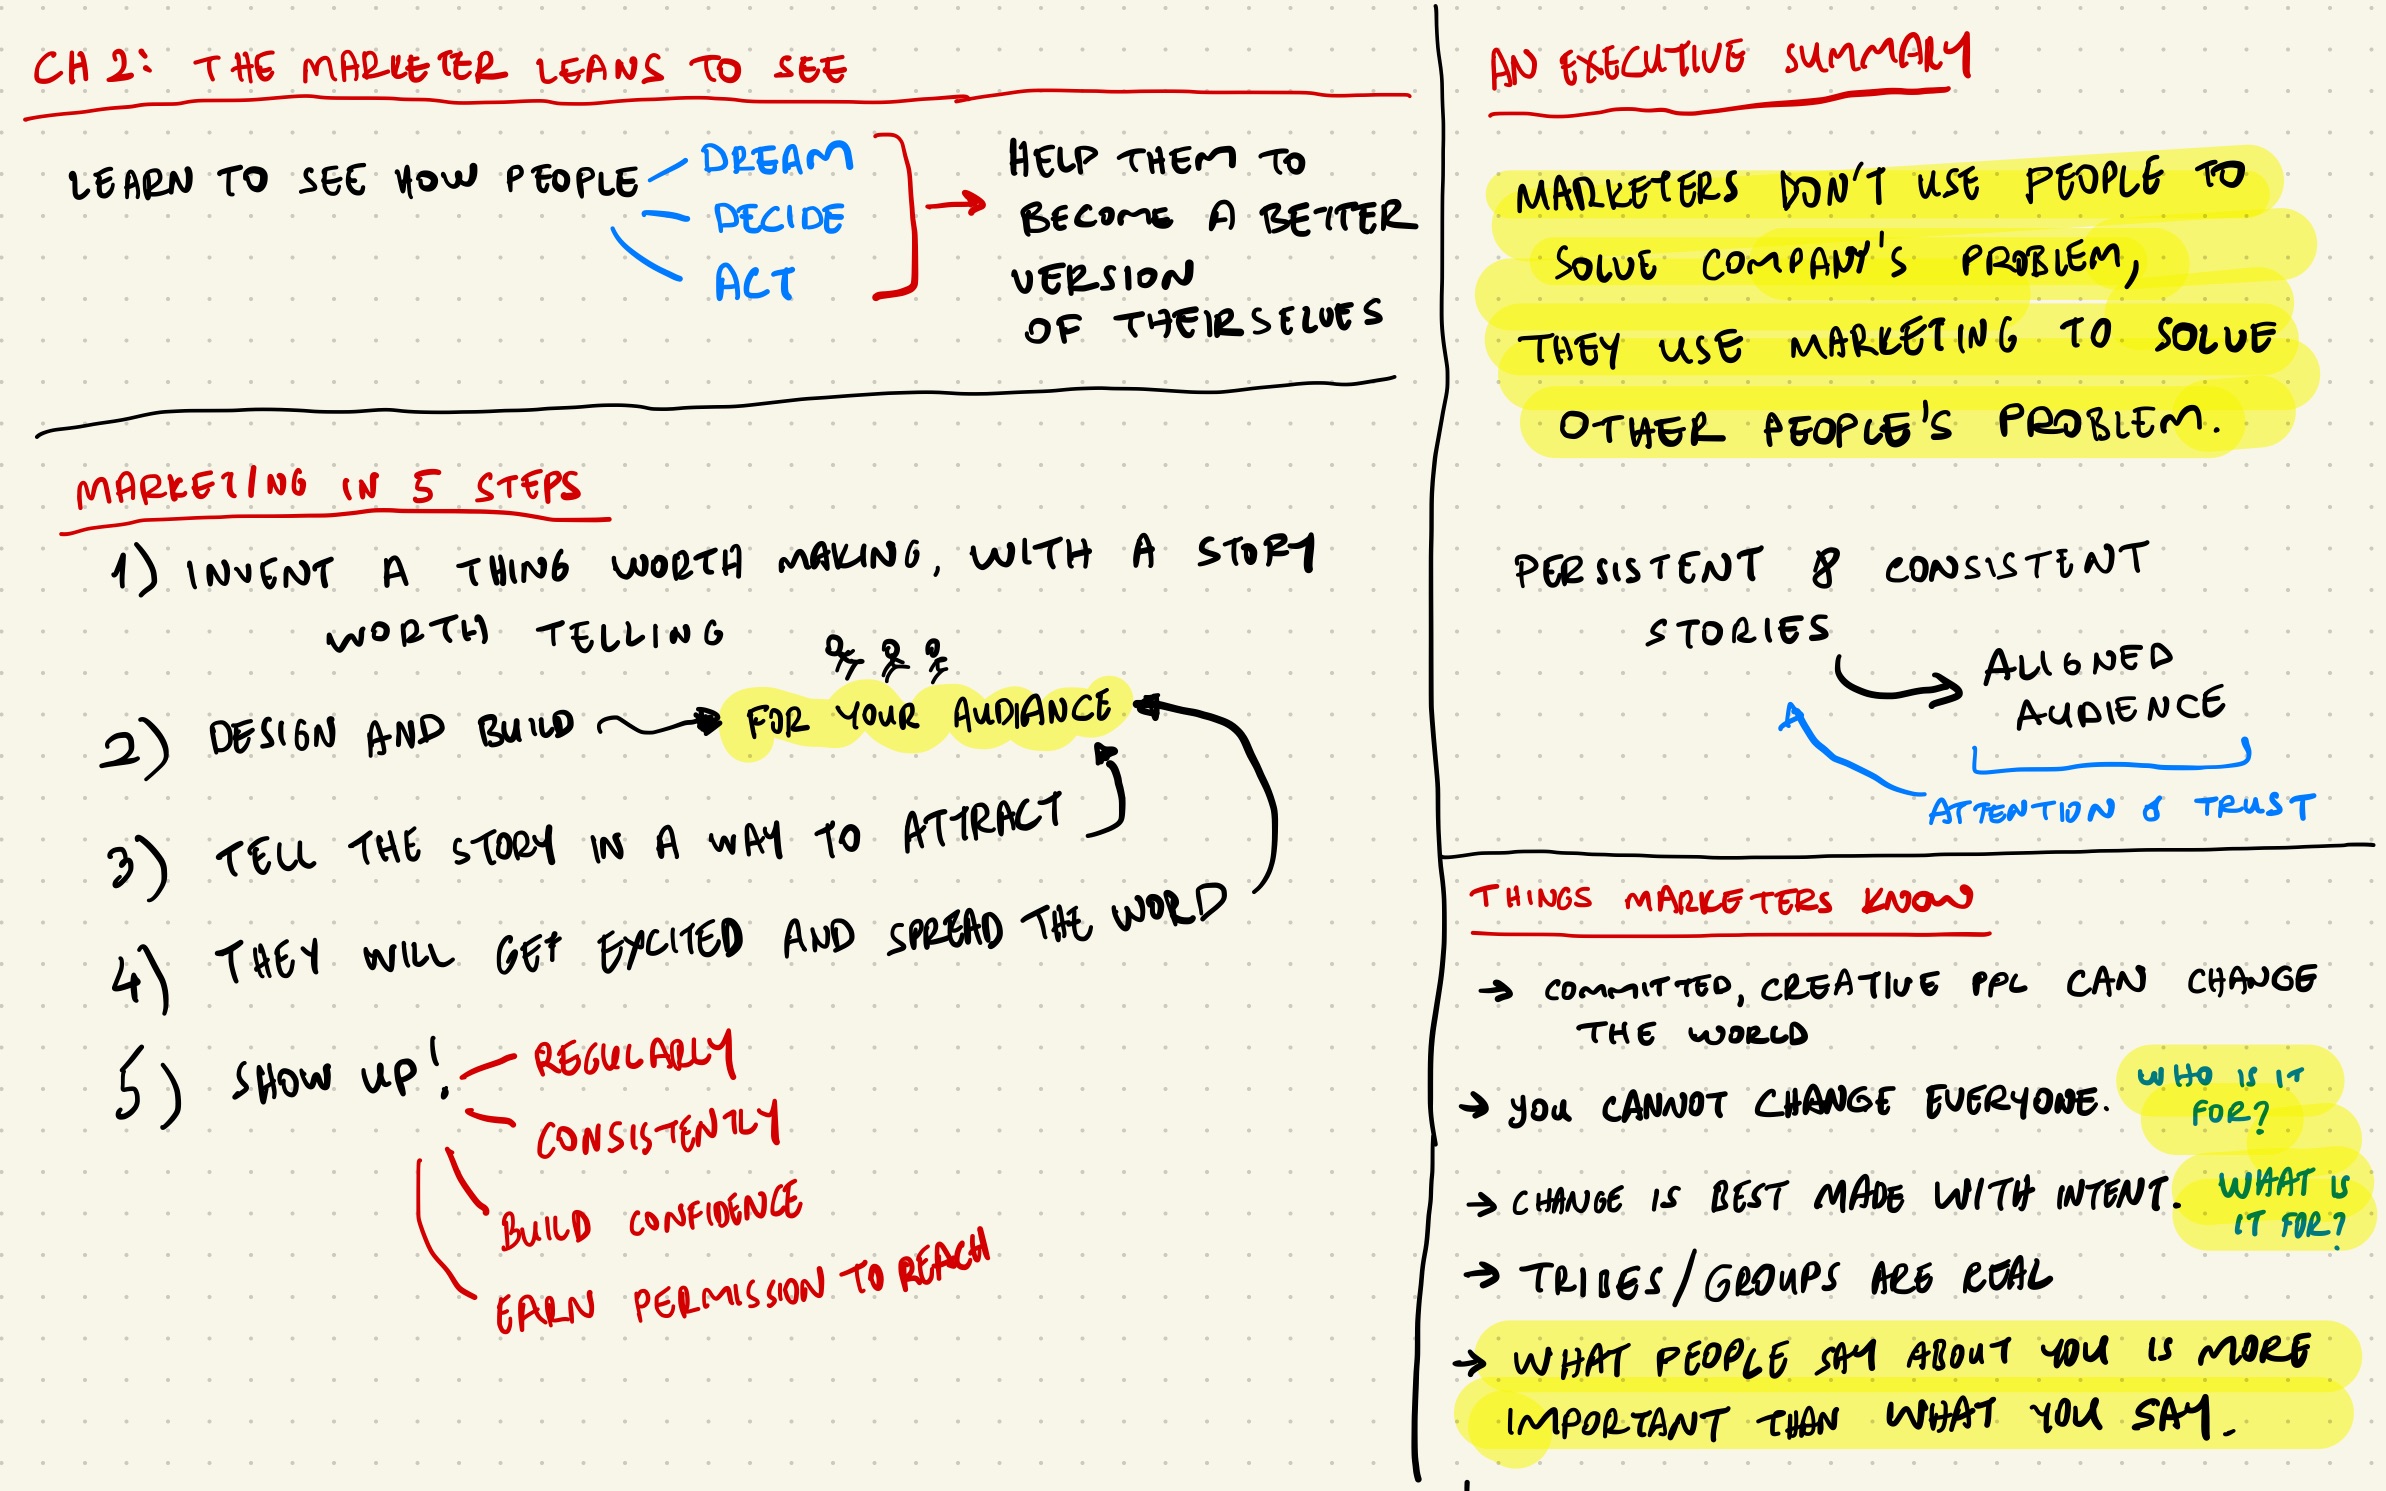 CH 2: THE MARKETER LEANS TO SEE
LEARN TO SEE HOW PEOPLE
DREAM
DECIDE
ACT
HELP THEM TO
BECOME A BETTER
VERSION
OF THEIRSELVES
MARKETING IN 5 STEPS
1) INVENT A THING WORTH MAKING, WITH A STORY
WORTH TELLING
2) DESIGN AND BUILD → FOR YOUR AUDIANCE
3) TELL THE STORY IN A WAY TO ATTRACT
4) THEY WILL GET EXCITED AND SPREAD THE WORD
5) SHOW UP!
REGULARLY
CONSISTENTLY
BUILD CONFIDENCE
EARN PERMISSION TO REACH
AN EXECUTIVE SUMMARY
MARKETERS DON'T USE PEOPLE TO
SOLVE COMPANY'S PROBLEM,
THEY USE MARKETING TO SOLVE
OTHER PEOPLE'S PROBLEM.
PERSISTENT & CONSISTENT
STORIES
ALIGNED
AUDIENCE
ATTENTION & TRUST
THINGS MARKETERS KNOW
→ COMMITTED, CREATIVE PPL CAN CHANGE
THE WORLD
→ YOU CANNOT CHANGE EVERYONE.
WHO IS IT
FOR?
→ CHANGE IS BEST MADE WITH INTENT.
WHAT IS
IT FOR?
→ TRIBES/GROUPS ARE REAL
→ WHAT PEOPLE SAY ABOUT YOU IS MORE
IMPORTANT THAN WHAT YOU SAY.